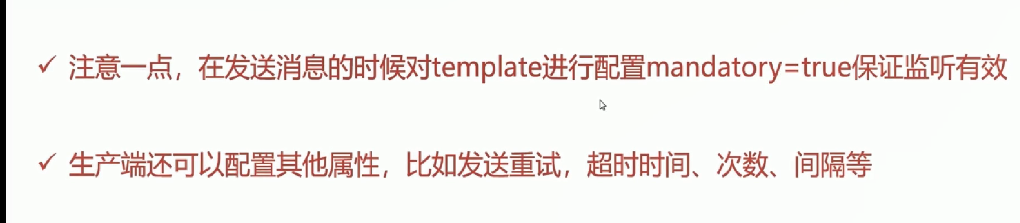 ✓ 注意一点，在发送消息的时候对template进行配置mandatory=true保证监听有效
✓ 生产端还可以配置其他属性，比如发送重试，超时时间、次数、间隔等